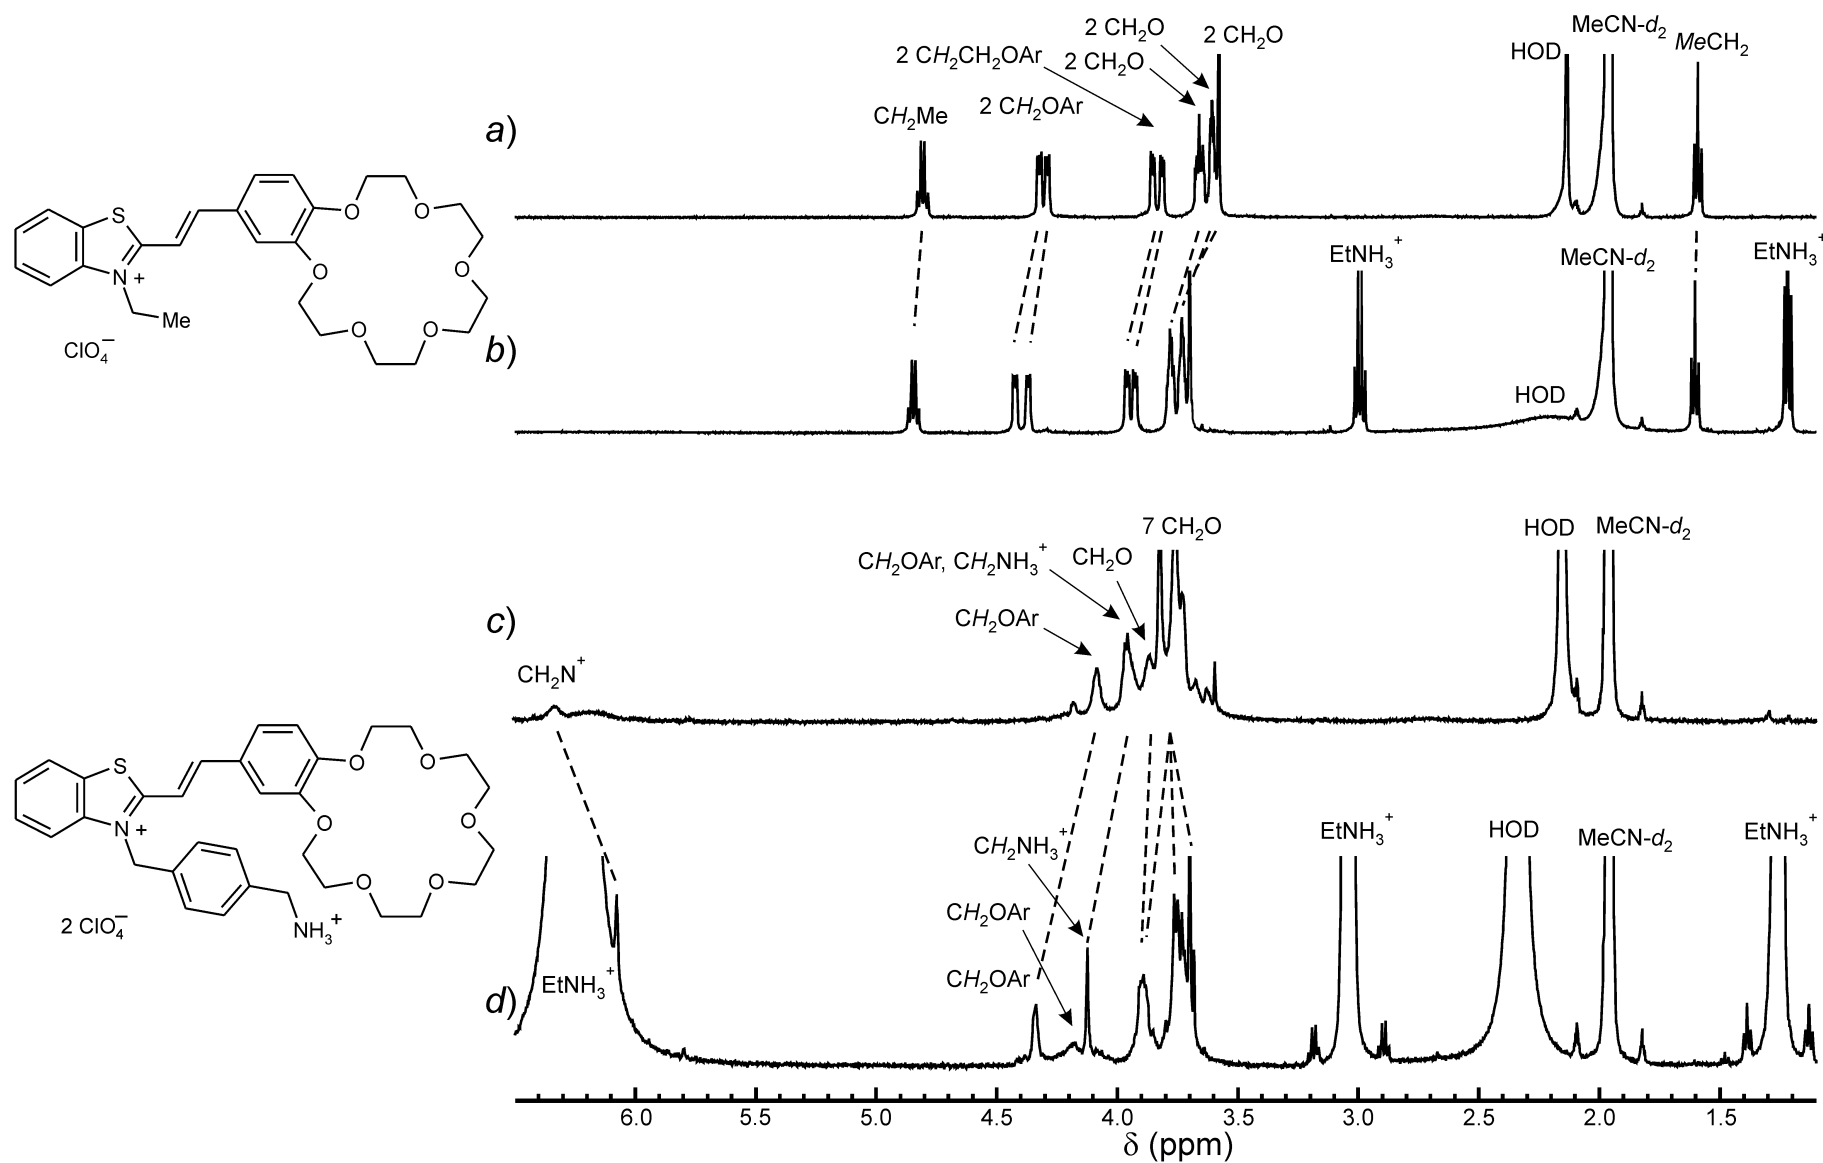 a)
CH₂Me
2 CH₂OAr
2 CH₂CH₂OAr
2 CH₂O
2 CH₂O
2 CH₂O
HOD
MeCN-d₂
MeCH₂
S
N +
Me
ClO₄⁻
O
O
O
O
O
O
b)
EtNH₃⁺
HOD
MeCN-d₂
EtNH₃⁺
c)
CH₂N⁺
CH₂OAr
CH₂OAr, CH₂NH₃⁺
CH₂O
7 CH₂O
HOD
MeCN-d₂
S
N +
NH₃⁺
2 ClO₄⁻
O
O
O
O
O
O
d)
EtNH₃⁺
CH₂NH₃⁺
CH₂OAr
CH₂OAr
EtNH₃⁺
HOD
MeCN-d₂
EtNH₃⁺
6.0 5.5 5.0 4.5 4.0 3.5 3.0 2.5 2.0 1.5
δ (ppm)